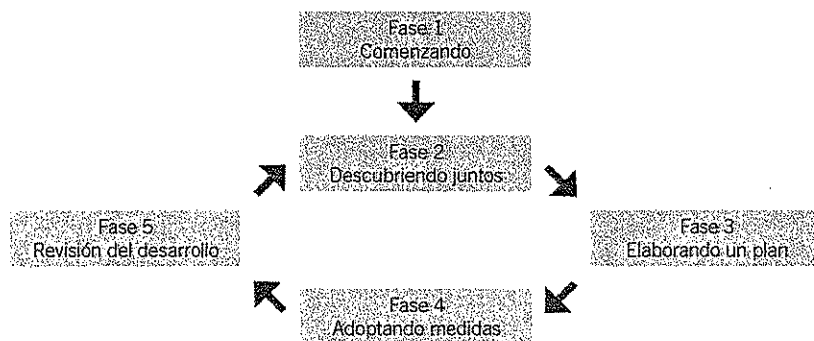 Fase 1
Comenzando
Fase 2
Descubriendo juntos
Fase 3
Elaborando un plan
Fase 4
Adoptando medidas
Fase 5
Revisión del desarrollo